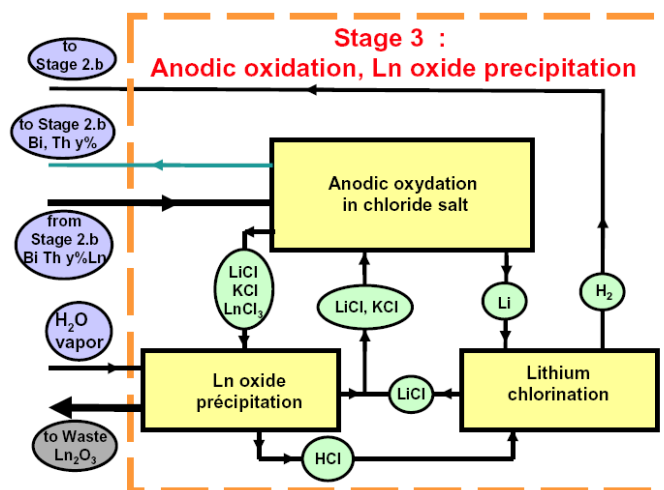 Stage 3 :
Anodic oxidation, Ln oxide precipitation
to
Stage 2.b
to Stage 2.b
Bi, Th y%
Anodic oxydation
in chloride salt
from
Stage 2.b
Bi Th y%Ln
LiCl
KCl
LnCl₃
LiCl, KCl
Li
H₂
H₂O
vapor
Ln oxide
précipitation
LiCl
Lithium
chlorination
to Waste
Ln₂O₃
HCl